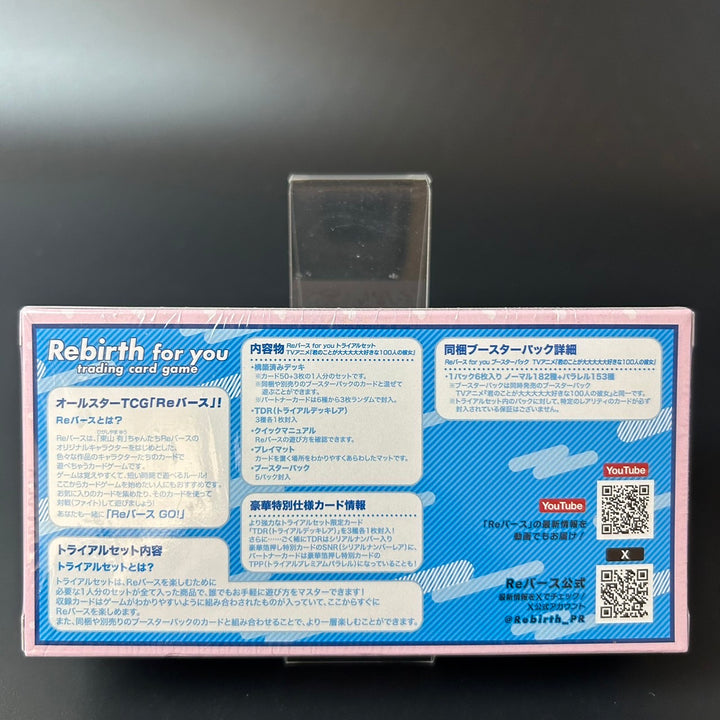 Rebirth for you
trading card game
オールスターTCG「Reバース」!
Reバースとは?
Reバースは、「東山 有」ちゃんたちReバースの
オリジナルキャラクターをはじめとした、
色々な作品のキャラクターたちのカードで
遊べちゃうカードゲームです。
ゲームは覚えやすくて、短い時間で遊べるルール!
ここからカードゲームを始めたい人にもおすすめです。
お気に入りのカードを集めたり、そのカードを使って
対戦(ファイト)して遊びましょう!
あなたも一緒に「Reバース GO!」
トライアルセット内容
トライアルセットとは?
トライアルセットは、Reバースを楽しむために
必要な1人分のセットが全て入った商品で、誰でもお手軽に遊び方をマスターできます!
収録カードはゲームがわかりやすいように組み合わされたものが入っていて、ここからすぐに
Reバースを楽しめます。
また、同梱や別売りのブースターパックのカードと組み合わせることで、より一層楽しむことができます。
内容物 Reバース for you トライアルセット
TVアニメ「君のことが大大大大大好きな100人の彼女」
・構築済みデッキ
※カード50+3枚の1人分セットです。
※同梱や別売りのブースターパックのカードと混ぜて
遊ぶことができます。
※パートナーカードは6種から3枚ランダムで封入。
・TDR(トライアルデッキレア)
3種各1枚封入
・クイックマニュアル
Reバースの遊び方を確認できます。
・プレイマット
カードを置く場所をわかりやすくあらわしたマットです。
・ブースターパック
5パック封入
豪華特別仕様カード情報
より強力なトライアルセット限定カード
「TDR(トライアルデッキレア)」を3種各1枚封入!
さらに……ごく稀にTDRはシリアルナンバー入り
豪華箔押し特別カードのSNR(シリアルナンバーレア)に、
パートナーカードは豪華箔押し特別カードの
TPP(トライアルプレミアムパラレル)になっていることも!
同梱ブースターパック詳細
Reバース for you ブースターパック TVアニメ「君のことが大大大大大好きな100人の彼女」
・1パック6枚入り ノーマル182種+パラレル153種
※ブースターパックは同時発売のブースターパック
TVアニメ「君のことが大大大大大好きな100人の彼女」と同一です。
※トライアルセット内のパックに対して、特定のレアリティのカードが必ず
封入されている保証はございません。
YouTube
YouTube
「Reバース」の最新情報を
動画でもお届け!
X
Reバース公式
最新情報をXでチェック!
X公式アカウント
@Rebirth_PR